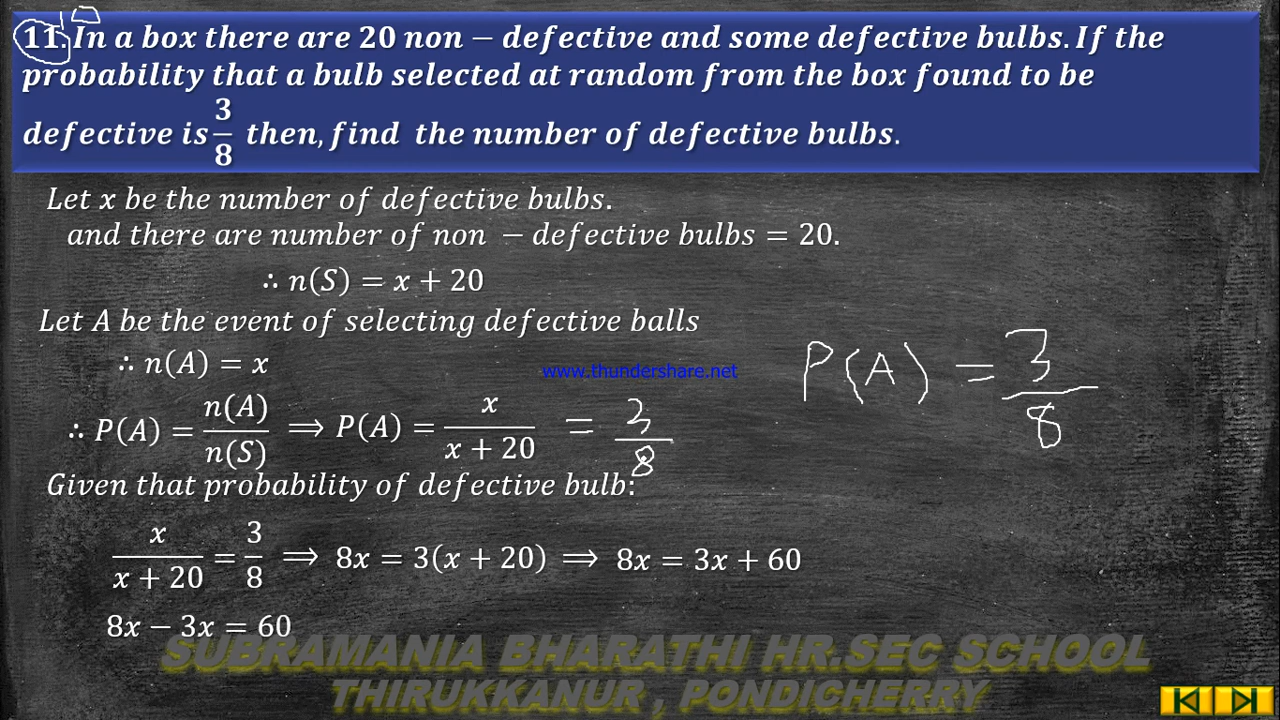 11. In a box there are 20 non − defective and some defective bulbs. If the
probability that a bulb selected at random from the box found to be
defective is 3/8 then, find the number of defective bulbs.
Let x be the number of defective bulbs.
and there are number of non − defective bulbs = 20.
∴ n(S) = x + 20
Let A be the event of selecting defective balls
∴ n(A) = x
www.thundershare.net
P(A) = 3/8
∴ P(A) = n(A)/n(S) ⟹ P(A) = x/(x + 20) = 3/8
Given that probability of defective bulb:
x/(x + 20) = 3/8 ⟹ 8x = 3(x + 20) ⟹ 8x = 3x + 60
8x − 3x = 60
SUBRAMANIA BHARATHI HR.SEC SCHOOL
THIRUKKANUR , PONDICHERRY